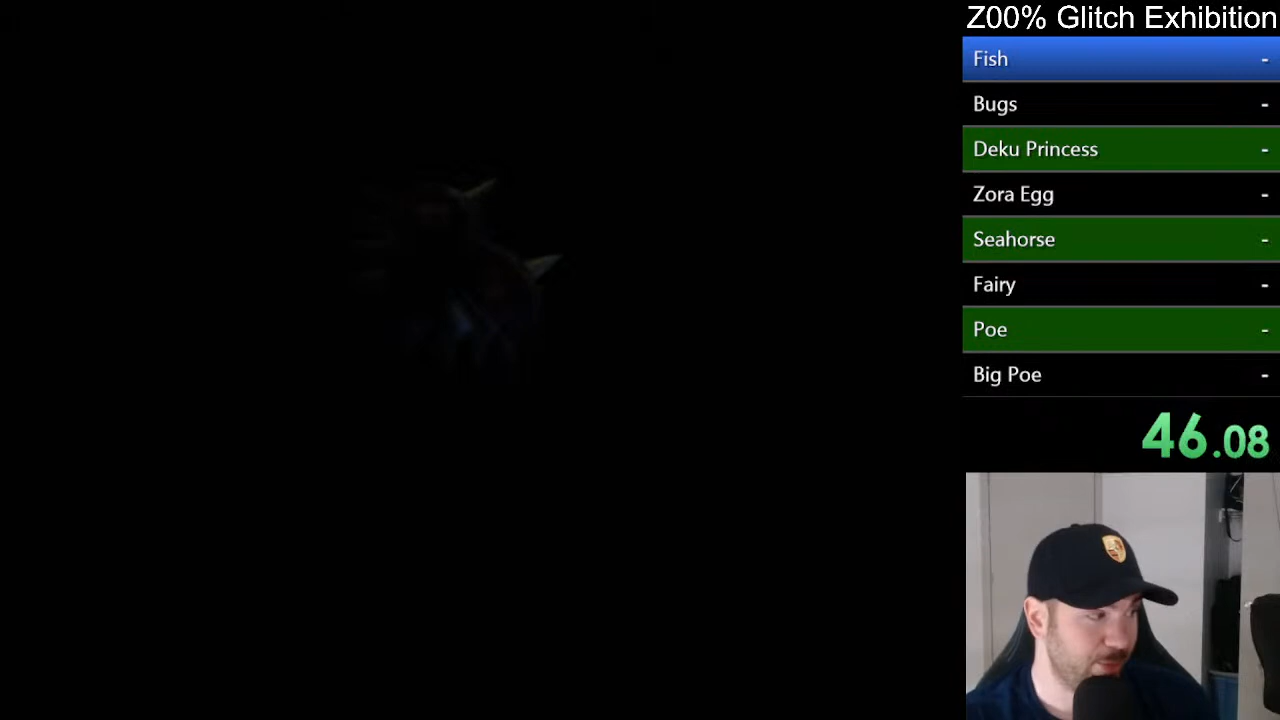 Z00% Glitch Exhibition
Fish -
Bugs -
Deku Princess -
Zora Egg -
Seahorse -
Fairy -
Poe -
Big Poe -
46.08